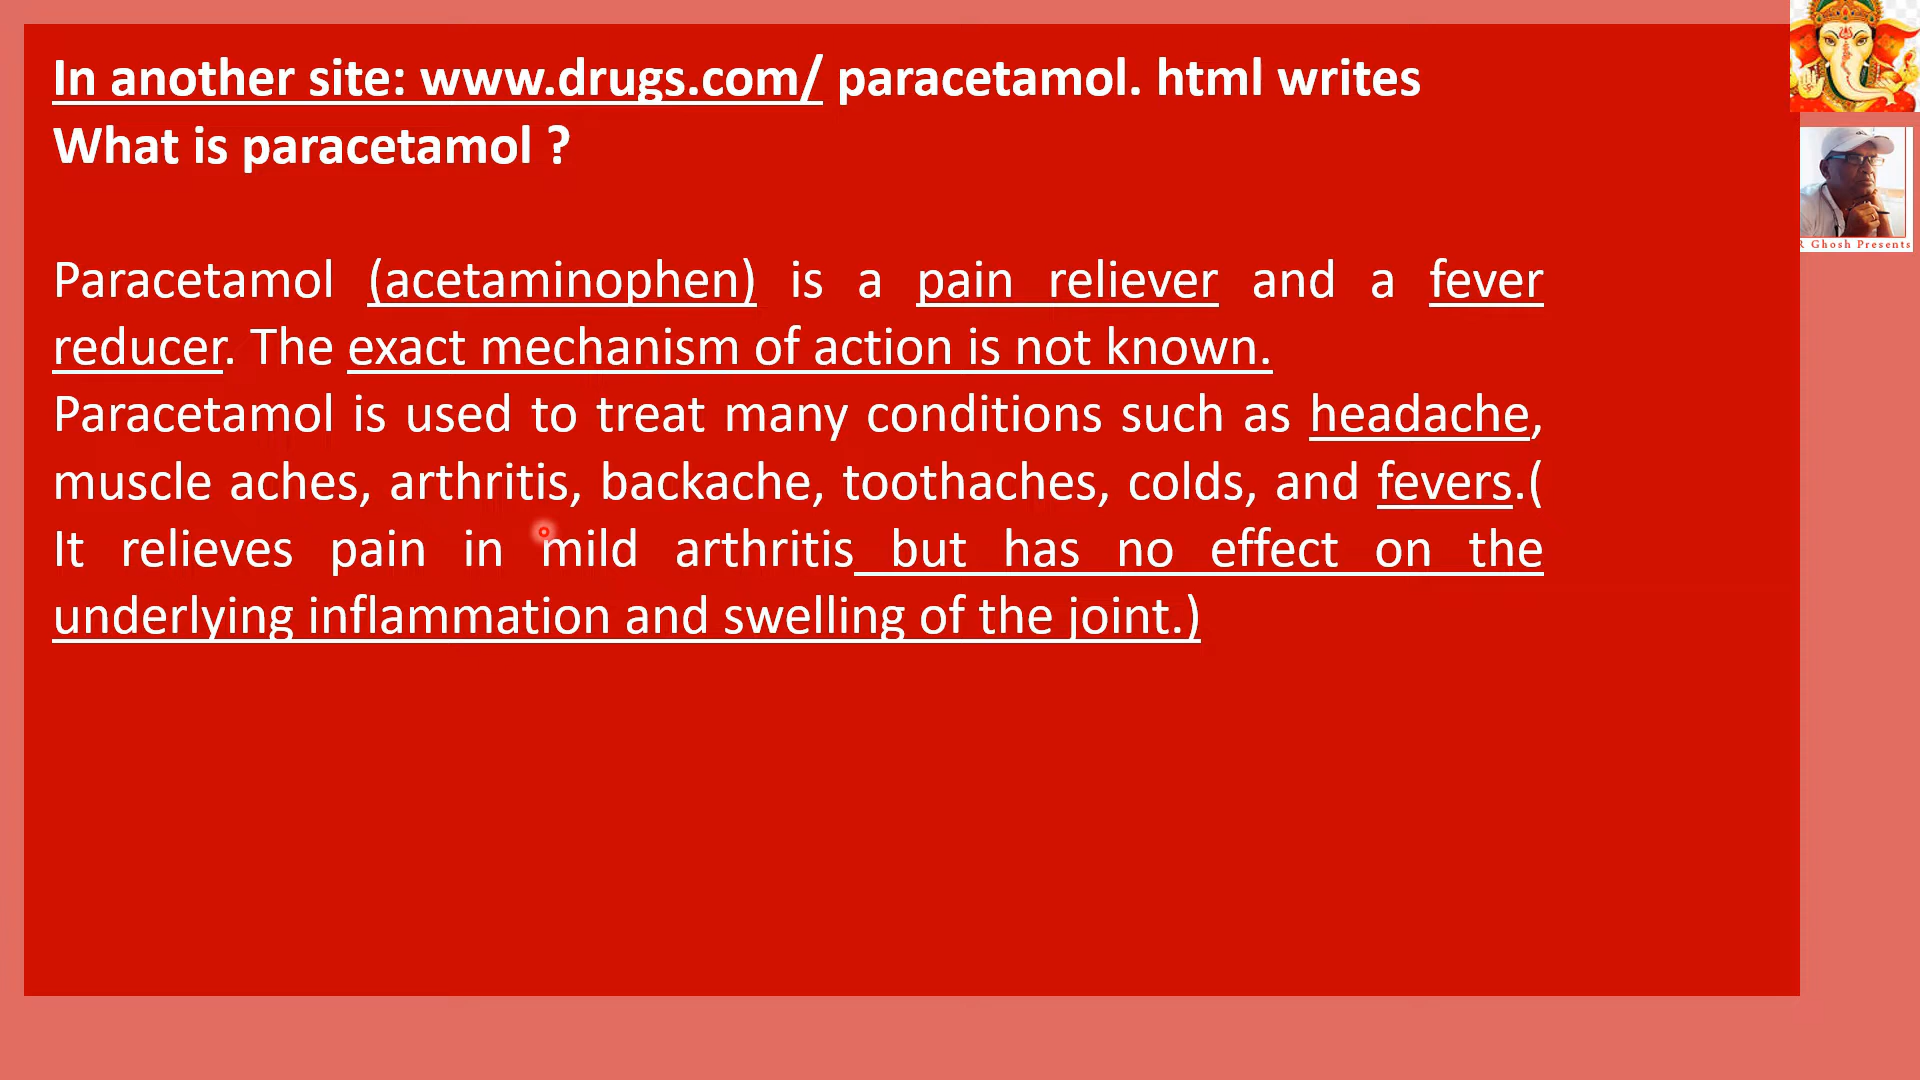 In another site: www.drugs.com/ paracetamol. html writes
What is paracetamol ?
Paracetamol (acetaminophen) is a pain reliever and a fever
reducer. The exact mechanism of action is not known.
Paracetamol is used to treat many conditions such as headache,
muscle aches, arthritis, backache, toothaches, colds, and fevers.(
It relieves pain in mild arthritis but has no effect on the
underlying inflammation and swelling of the joint.)
R Ghosh Presents